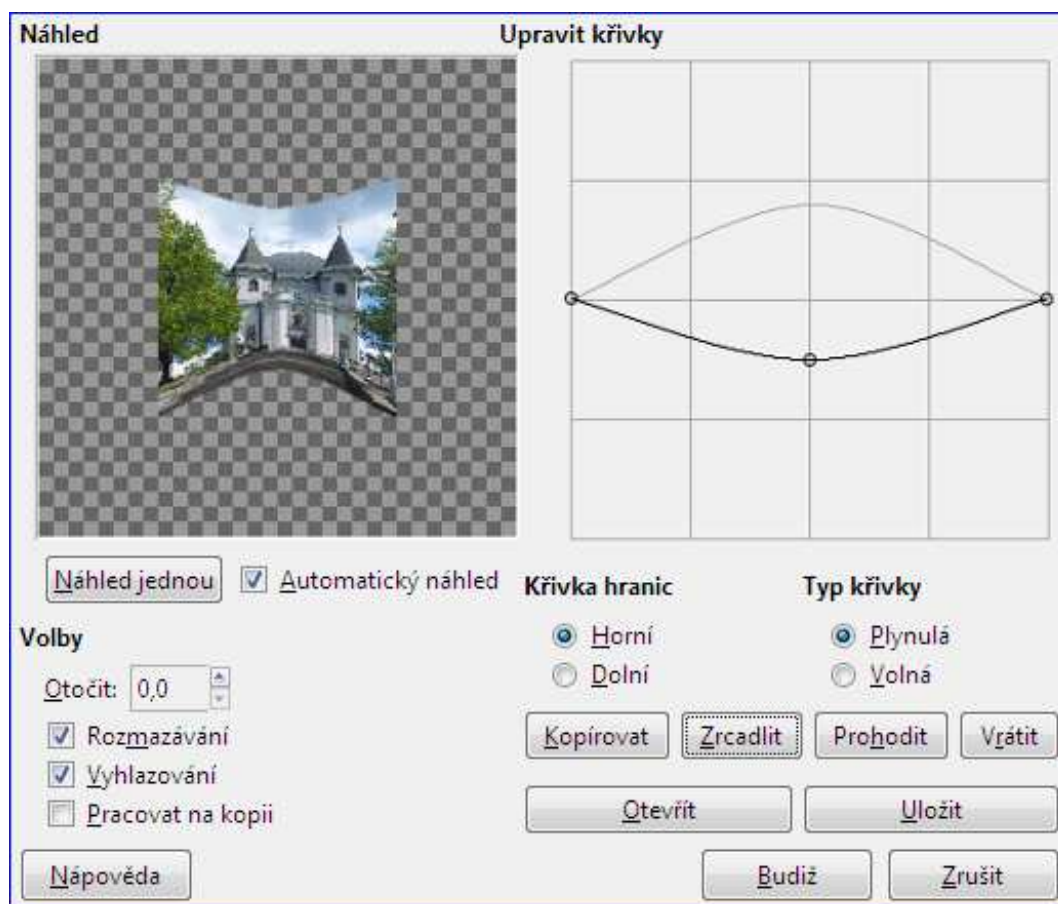 Náhled
Upravit křivky
Náhled jednou
Automatický náhled
Křivka hranic
Typ křivky
Horní
Plynulá
Dolní
Volná
Volby
Otočit: 0,0
Rozmazávání
Vyhlazování
Pracovat na kopii
Kopírovat
Zrcadlit
Prohodit
Vrátit
Otevřít
Uložit
Nápověda
Budiž
Zrušit